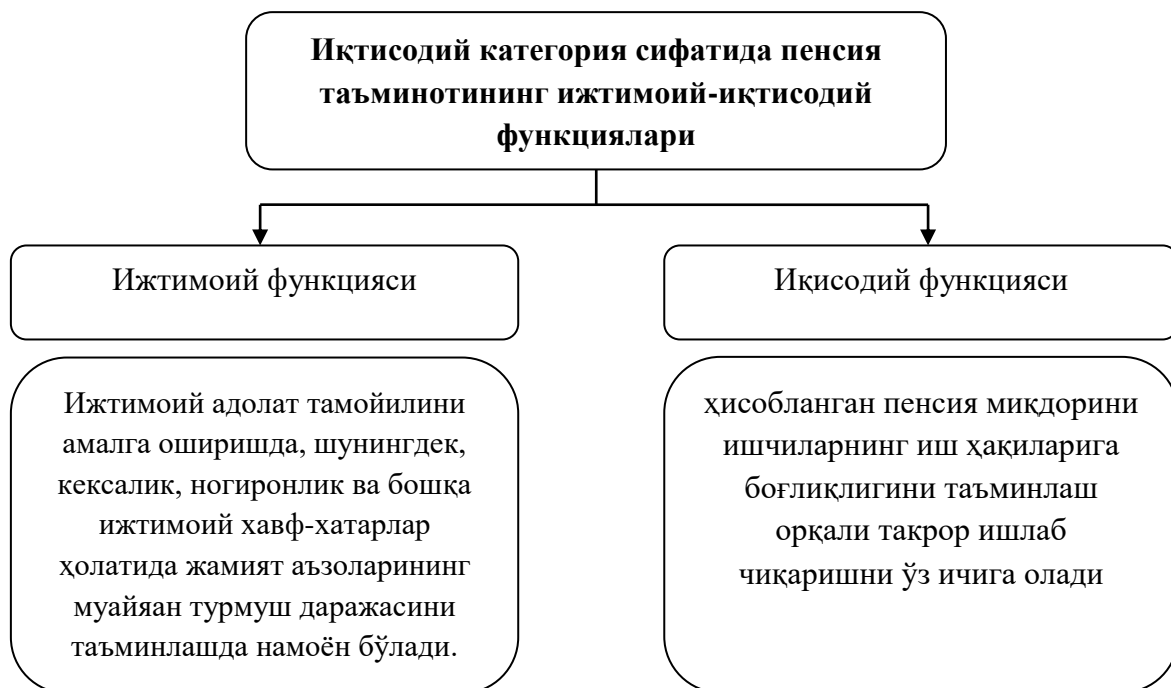 Иқтисодий категория сифатида пенсия
таъминотининг ижтимоий-иқтисодий
функциялари
Ижтимоий функцияси
Иқисодий функцияси
Ижтимоий адолат тамойилини
амалга оширишда, шунингдек,
кексалик, ногиронлик ва бошқа
ижтимоий хавф-хатарлар
ҳолатида жамият аъзоларининг
муайян турмуш даражасини
таъминлашда намоён бўлади.
ҳисобланган пенсия миқдорини
ишчиларнинг иш ҳақиларига
боғлиқлигини таъминлаш
орқали такрор ишлаб
чиқаришни ўз ичига олади